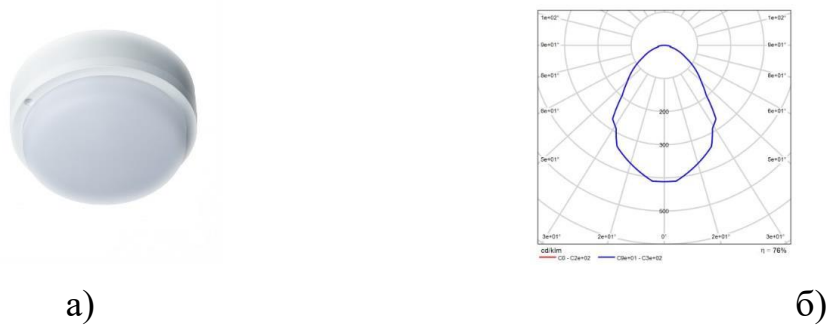 1e+02° 1e+02°
9e+01° 9e+01°
8e+01° 8e+01°
200
6e+01° 6e+01°
300
5e+01° 5e+01°
500
3e+01° 2e+01° 0° 2e+01° 3e+01°
cd/klm η = 76%
C0 - C2e+02 C9e+01 - C3e+02
а) б)